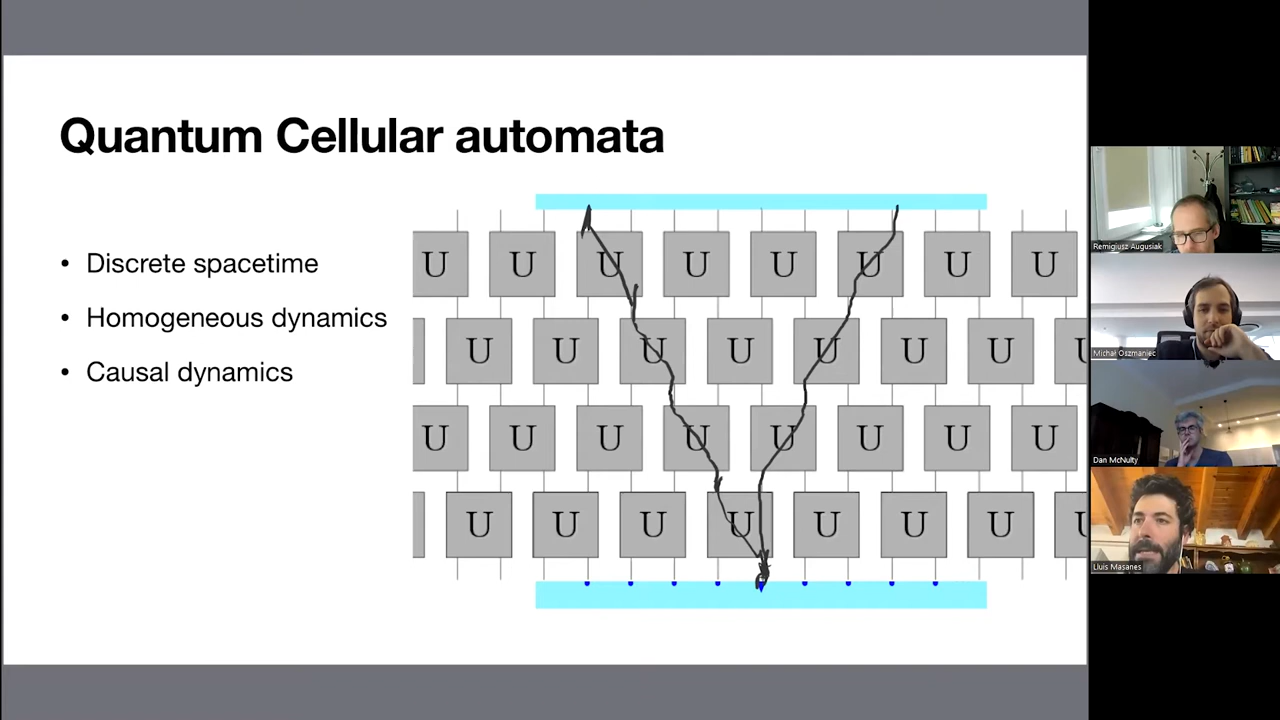 Quantum Cellular automata
• Discrete spacetime
• Homogeneous dynamics
• Causal dynamics
U U U U U U U U
U U U U U U U U
U U U U U U U U
U U U U U U U U
Remigiusz Augusiak
Michał Oszmaniec
Dan McNulty
Lluis Masanes